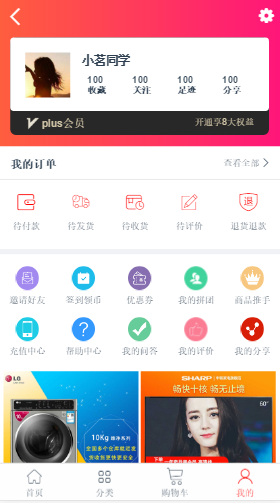 小茗同学
100 100 100 100
收藏 关注 足迹 分享
plus会员 开通享8大权益
我的订单 查看全部
退
待付款 待发货 待收货 待评价 退货退款
邀请好友 签到领币 优惠券 我的拼团 商品推手
充值中心 帮助中心 我的问答 我的评价 我的分享
LG
10Kg
SHARP
畅快十核 畅无止境
首页 分类 购物车 我的